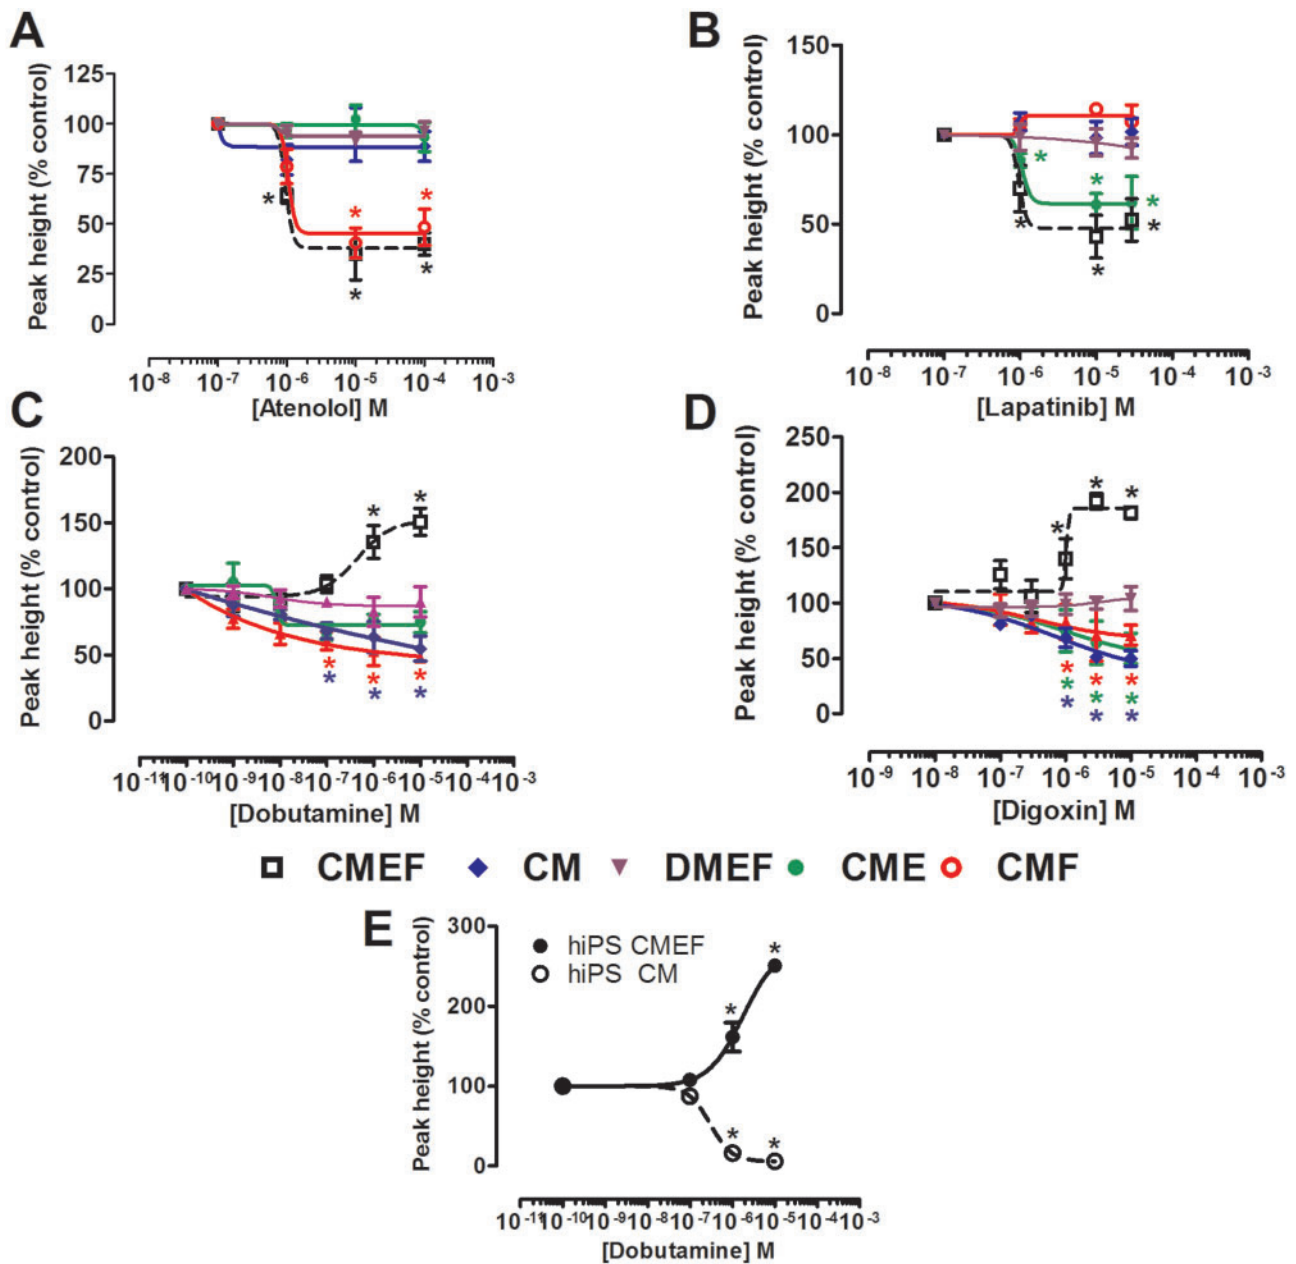 A
Peak height (% control)
125
100
75
50
25
0
*
*
*
*
*
10-8 10-7 10-6 10-5 10-4 10-3
[Atenolol] M
B
Peak height (% control)
150
100
50
0
*
*
*
*
*
*
10-8 10-7 10-6 10-5 10-4 10-3
[Lapatinib] M
C
Peak height (% control)
200
150
100
50
0
* *
* * *
* * *
10-11 10-10 10-9 10-8 10-7 10-6 10-5 10-4 10-3
[Dobutamine] M
D
Peak height (% control)
250
200
150
100
50
0
* * *
* * *
* * *
* * *
10-9 10-8 10-7 10-6 10-5 10-4 10-3
[Digoxin] M
CMEF CM DMEF CME CMF
E
Peak height (% control)
300
200
100
0
hiPS CMEF
hiPS CM
* *
* *
10-11 10-10 10-9 10-8 10-7 10-6 10-5 10-4 10-3
[Dobutamine] M